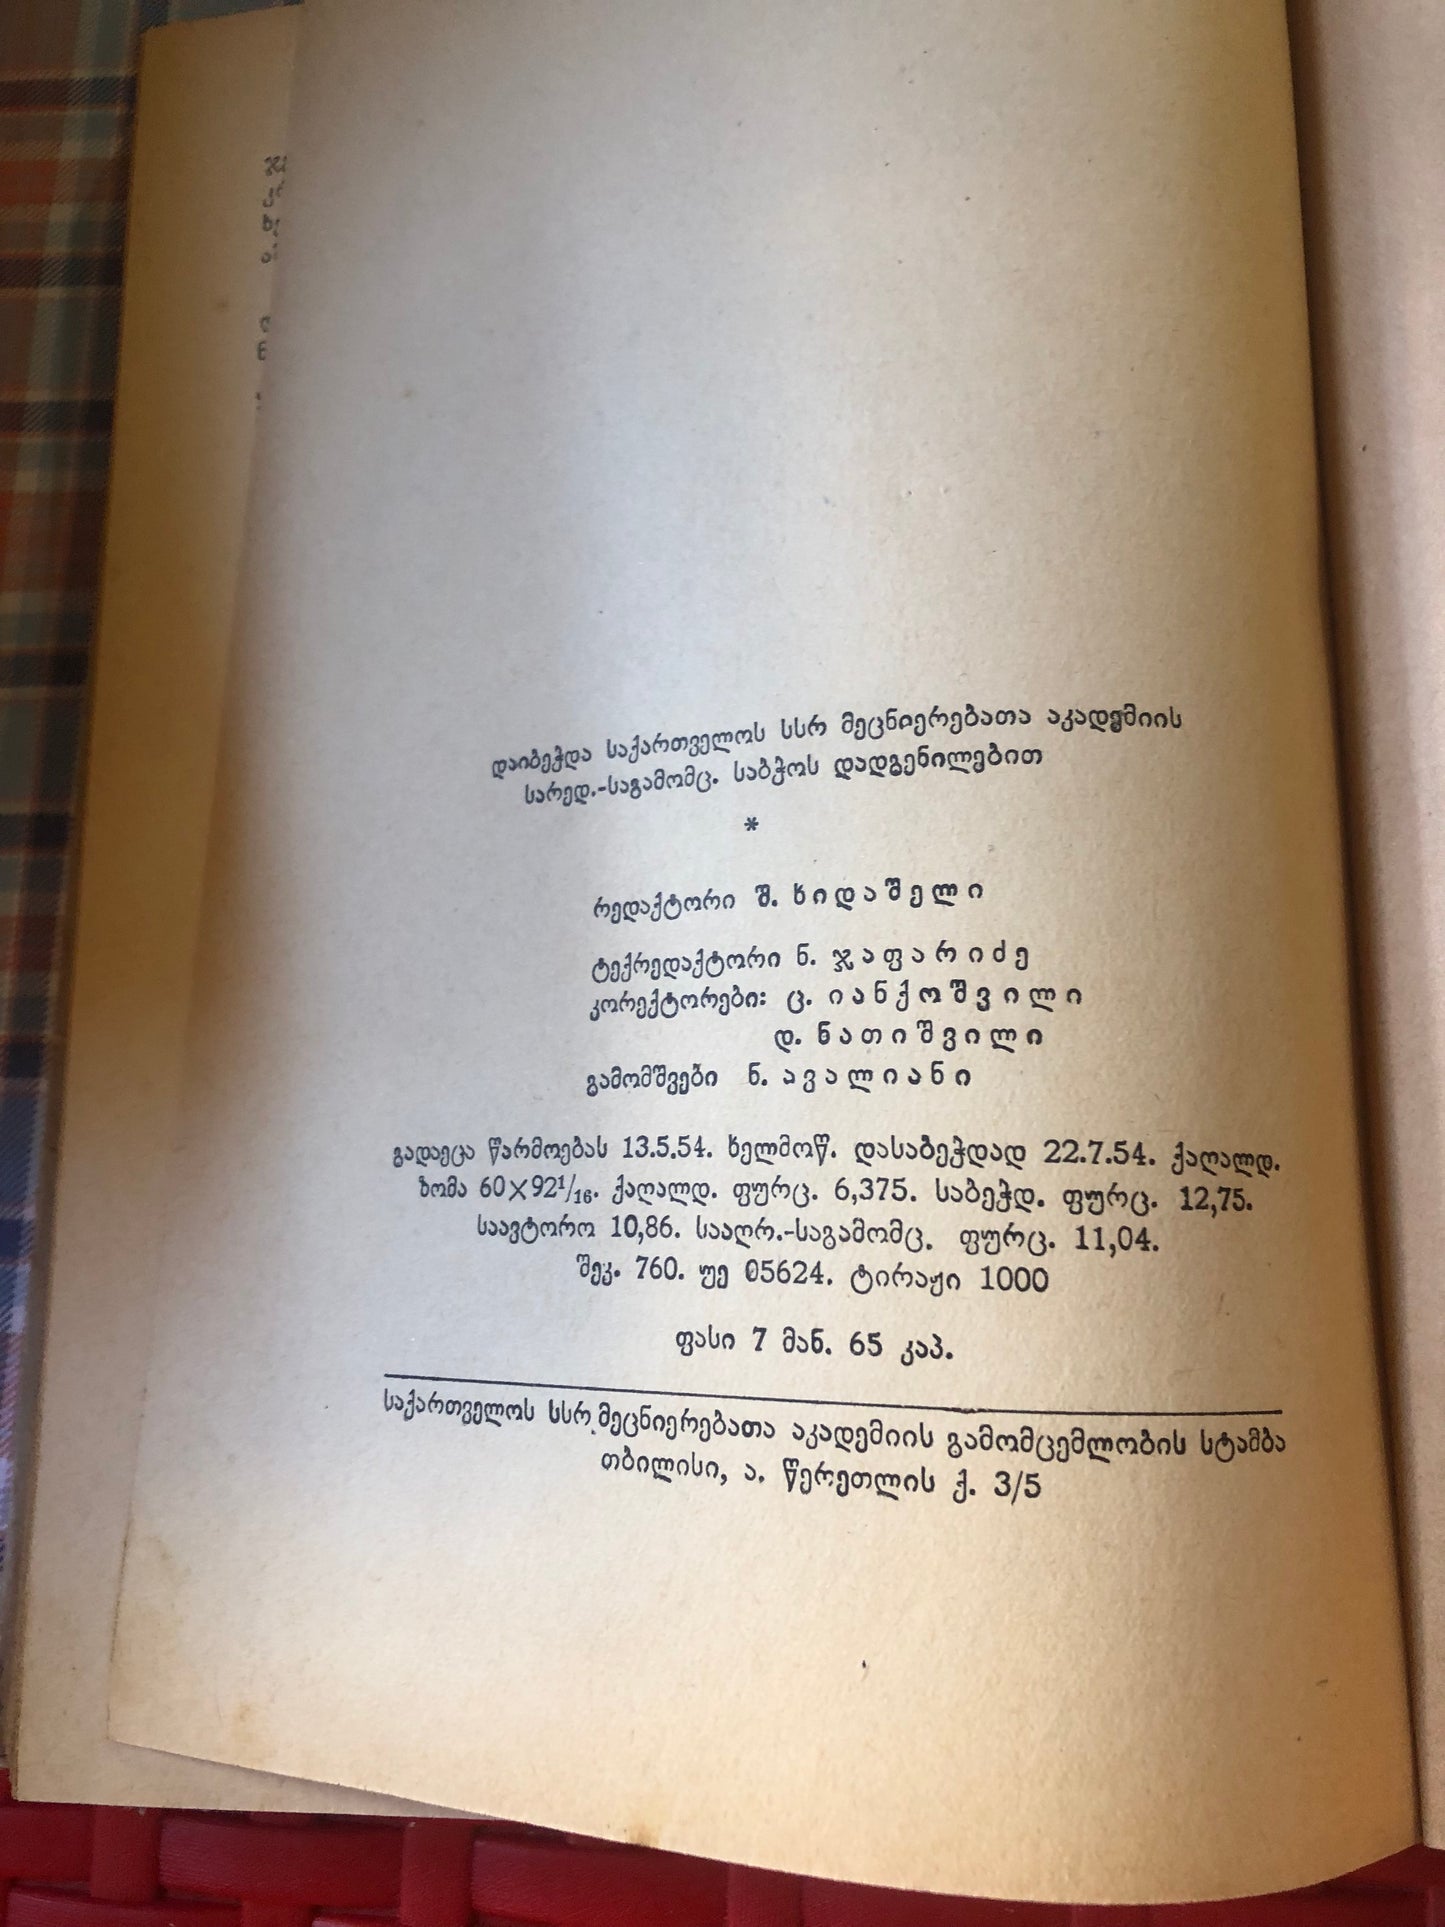 დაიბეჭდა საქართველოს სსრ მეცნიერებათა აკადემიის
სარედ.-საგამომც. საბჭოს დადგენილებით
*
რედაქტორი შ. ხიდაშელი
ტექრედაქტორი ნ. ჯაფარიძე
კორექტორები: ც. იანქოშვილი
დ. ნათიშვილი
გამომშვები ნ. ავალიანი
გადაეცა წარმოებას 13.5.54. ხელმოწ. დასაბეჭდად 22.7.54. ქაღალდ.
ზომა 60×92¹/₁₆. ქაღალდ. ფურც. 6,375. საბეჭდ. ფურც. 12,75.
საავტორო 10,86. სააღრ.-საგამომც. ფურც. 11,04.
შეკ. 760. უე 05624. ტირაჟი 1000
ფასი 7 მან. 65 კაპ.
საქართველოს სსრ მეცნიერებათა აკადემიის გამომცემლობის სტამბა
თბილისი, ა. წერეთლის ქ. 3/5